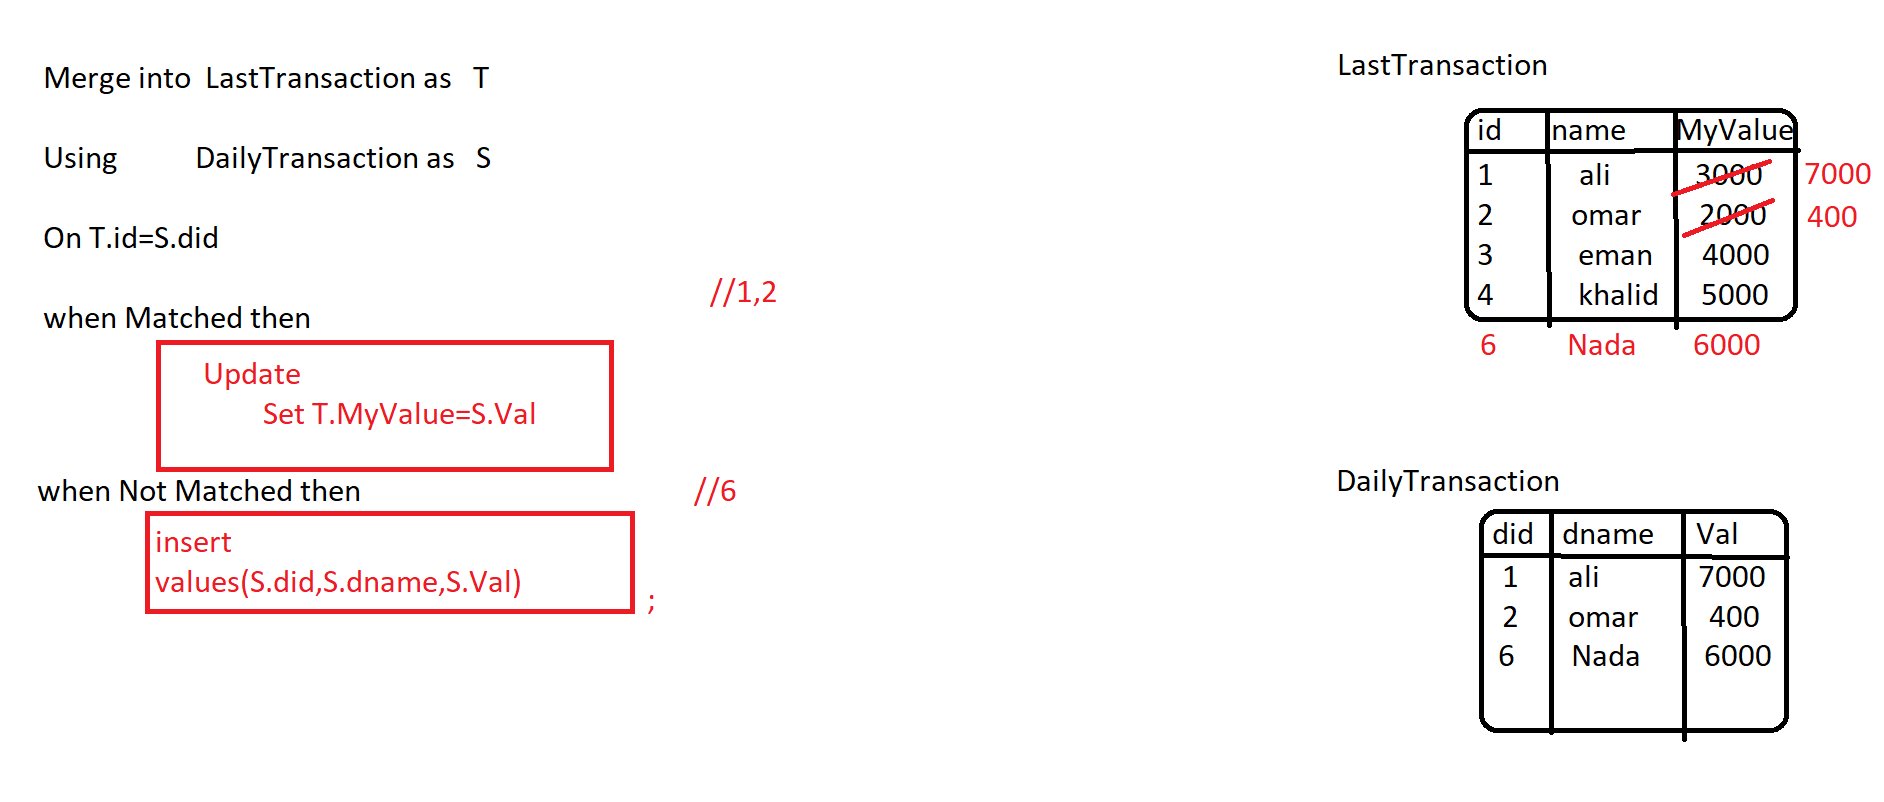 Merge into LastTransaction as T
Using DailyTransaction as S
On T.id=S.did
//1,2
when Matched then
Update
Set T.MyValue=S.Val
when Not Matched then //6
insert
values(S.did,S.dname,S.Val) ;
LastTransaction
id name MyValue
1 ali 3000 7000
2 omar 2000 400
3 eman 4000
4 khalid 5000
6 Nada 6000
DailyTransaction
did dname Val
1 ali 7000
2 omar 400
6 Nada 6000